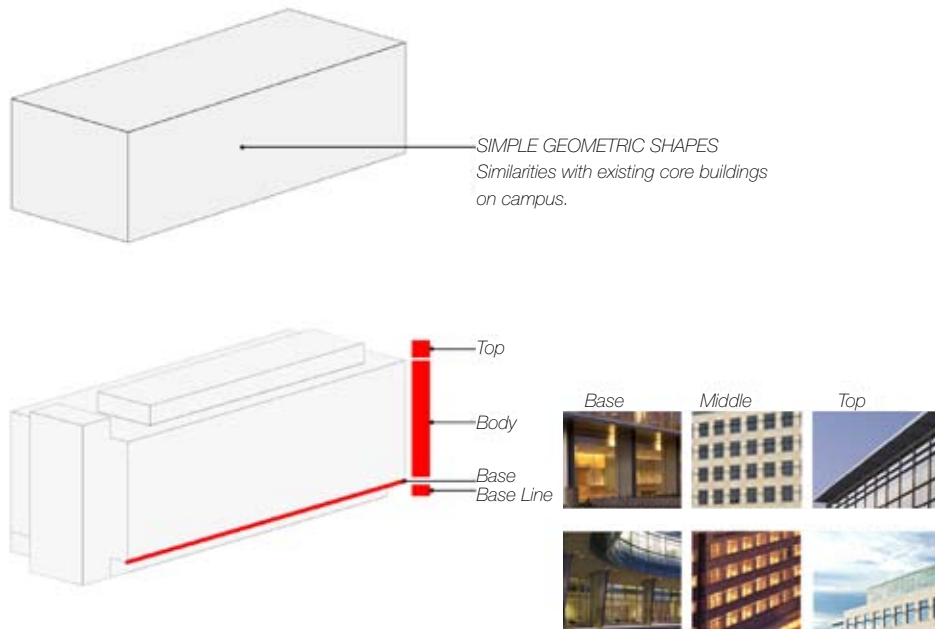 SIMPLE GEOMETRIC SHAPES
Similarities with existing core buildings
on campus.
Top
Body
Base
Base Line
Base Middle Top